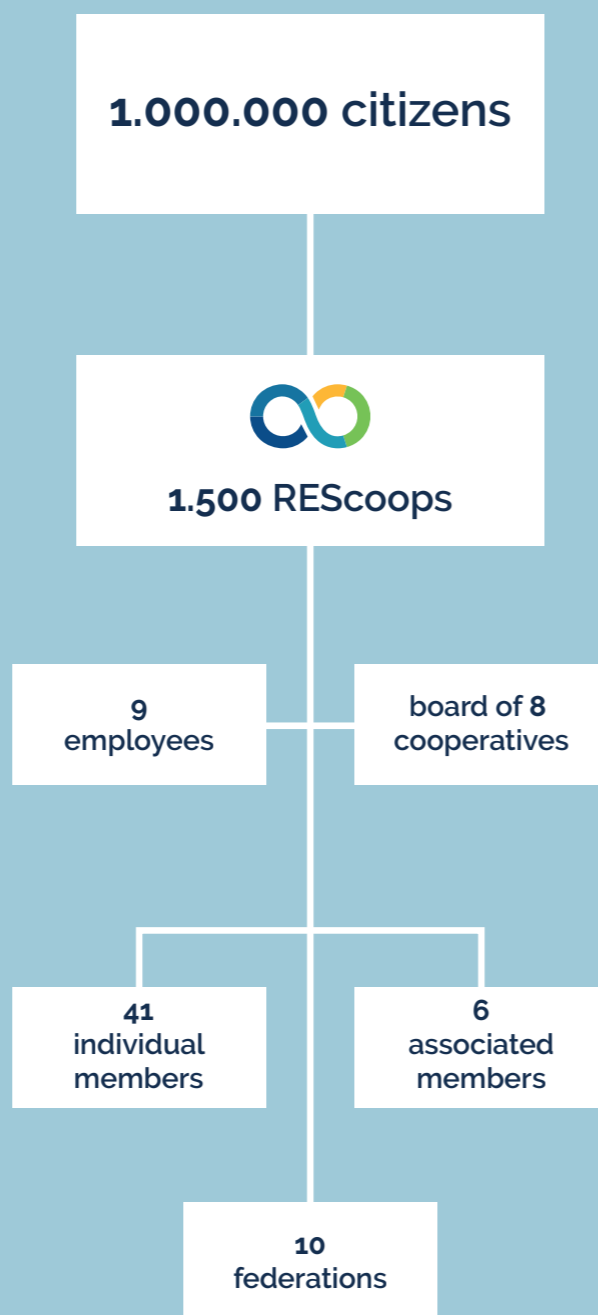 1.000.000 citizens
1.500 REScoops
9
employees
board of 8
cooperatives
41
individual
members
6
associated
members
10
federations